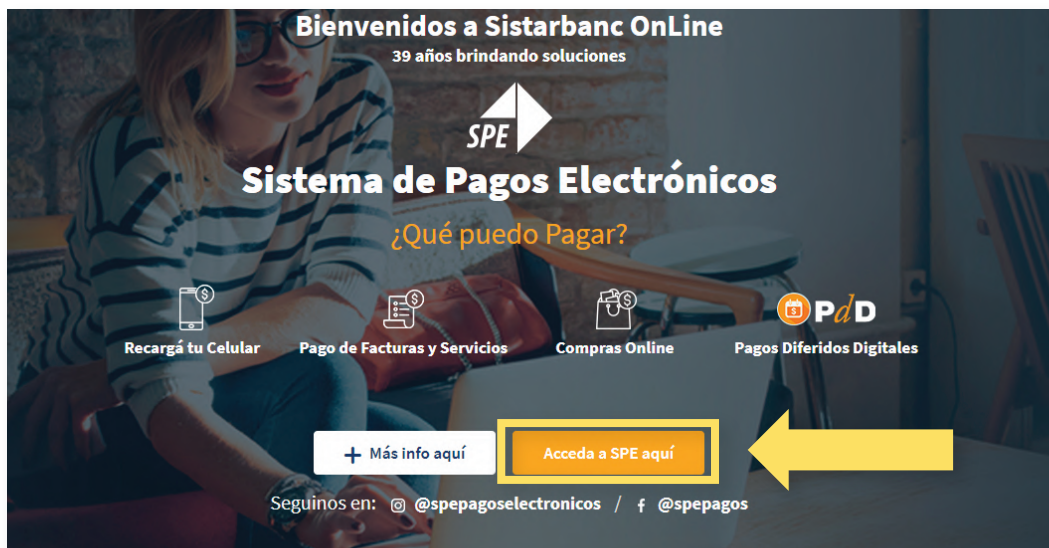 Bienvenidos a Sistarbanc OnLine
39 años brindando soluciones
SPE
Sistema de Pagos Electrónicos
¿Qué puedo Pagar?
PdD
Recargá tu Celular Pago de Facturas y Servicios Compras Online Pagos Diferidos Digitales
+ Más info aquí Acceda a SPE aquí
Seguinos en: @spepagoselectronicos / f @spepagos